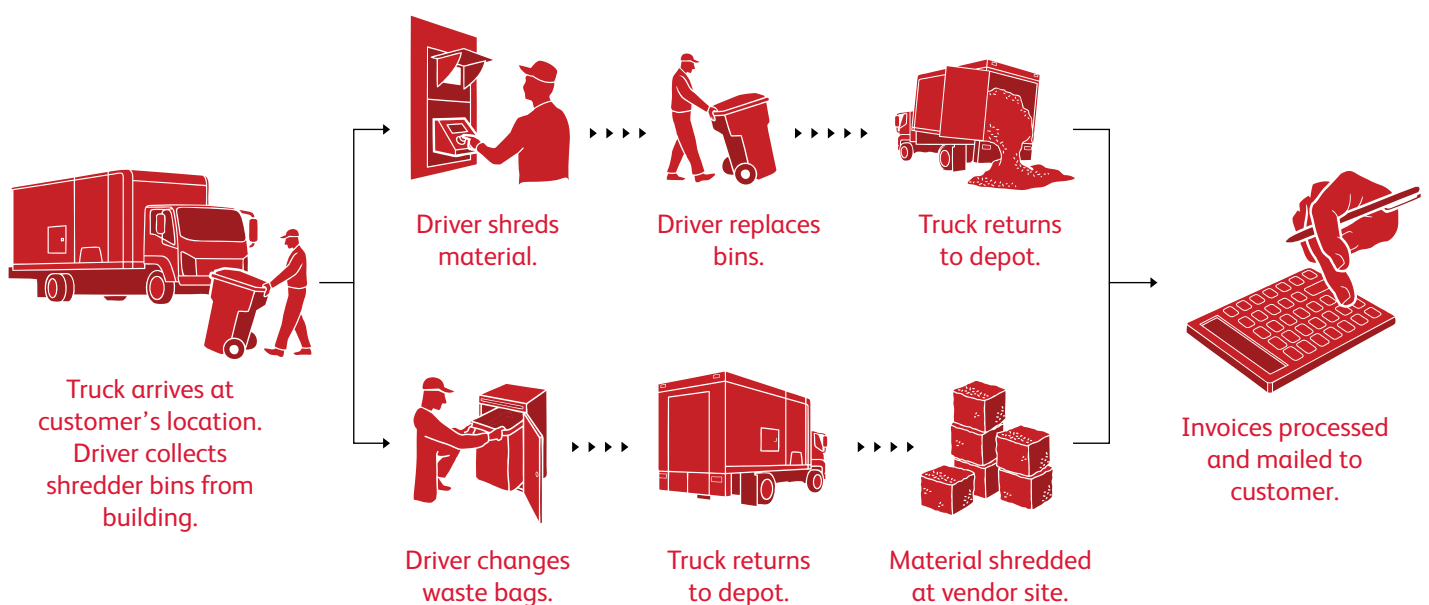 Truck arrives at
customer’s location.
Driver collects
shredder bins from
building.
Driver shreds
material.
Driver replaces
bins.
Truck returns
to depot.
Driver changes
waste bags.
Truck returns
to depot.
Material shredded
at vendor site.
Invoices processed
and mailed to
customer.